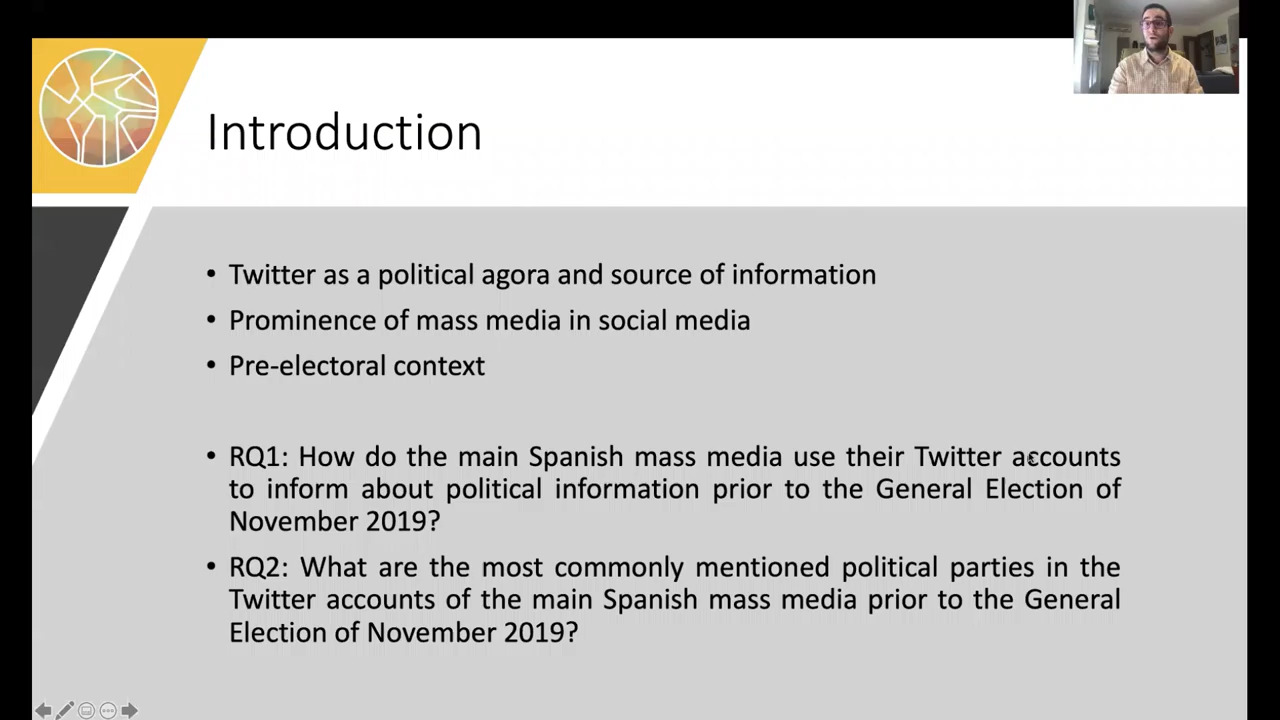 Introduction
• Twitter as a political agora and source of information
• Prominence of mass media in social media
• Pre-electoral context
• RQ1: How do the main Spanish mass media use their Twitter accounts
to inform about political information prior to the General Election of
November 2019?
• RQ2: What are the most commonly mentioned political parties in the
Twitter accounts of the main Spanish mass media prior to the General
Election of November 2019?